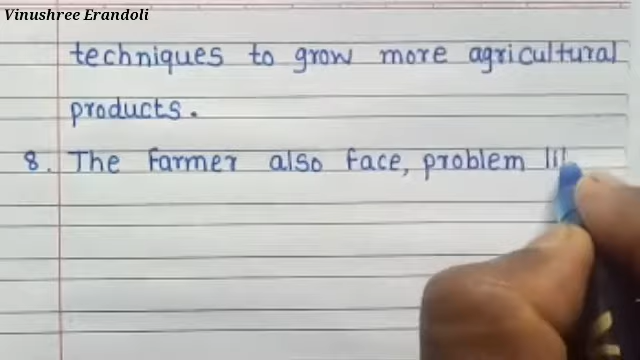 Vinushree Erandoli
techniques to grow more agricultural
products.
8. The farmer also face, problem